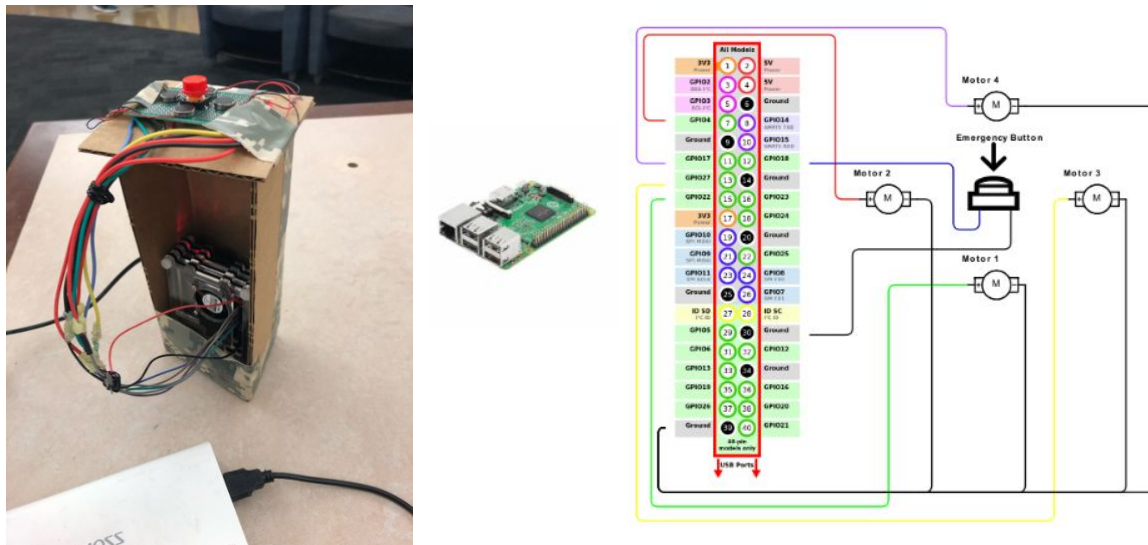 All Models
3V3
Power
1
2
5V
Power
GPIO2
SDA I²C
3
4
5V
Power
GPIO3
SCL I²C
5
6
Ground
GPIO4
7
8
GPIO14
UART0 TXD
Ground
9
10
GPIO15
UART0 RXD
GPIO17
11
12
GPIO18
GPIO27
13
14
Ground
GPIO22
15
16
GPIO23
3V3
Power
17
18
GPIO24
GPIO10
SPI MOSI
19
20
Ground
GPIO9
SPI MISO
21
22
GPIO25
GPIO11
SPI SCLK
23
24
GPIO8
SPI CE0
Ground
25
26
GPIO7
SPI CE1
ID SD
I²C ID
27
28
ID SC
I²C ID
GPIO5
29
30
Ground
GPIO6
31
32
GPIO12
GPIO13
33
34
Ground
GPIO19
35
36
GPIO16
GPIO26
37
38
GPIO20
Ground
39
40
GPIO21
40-pin
models only
USB Ports
Motor 4
M
Emergency Button
Motor 2
M
Motor 3
M
Motor 1
M